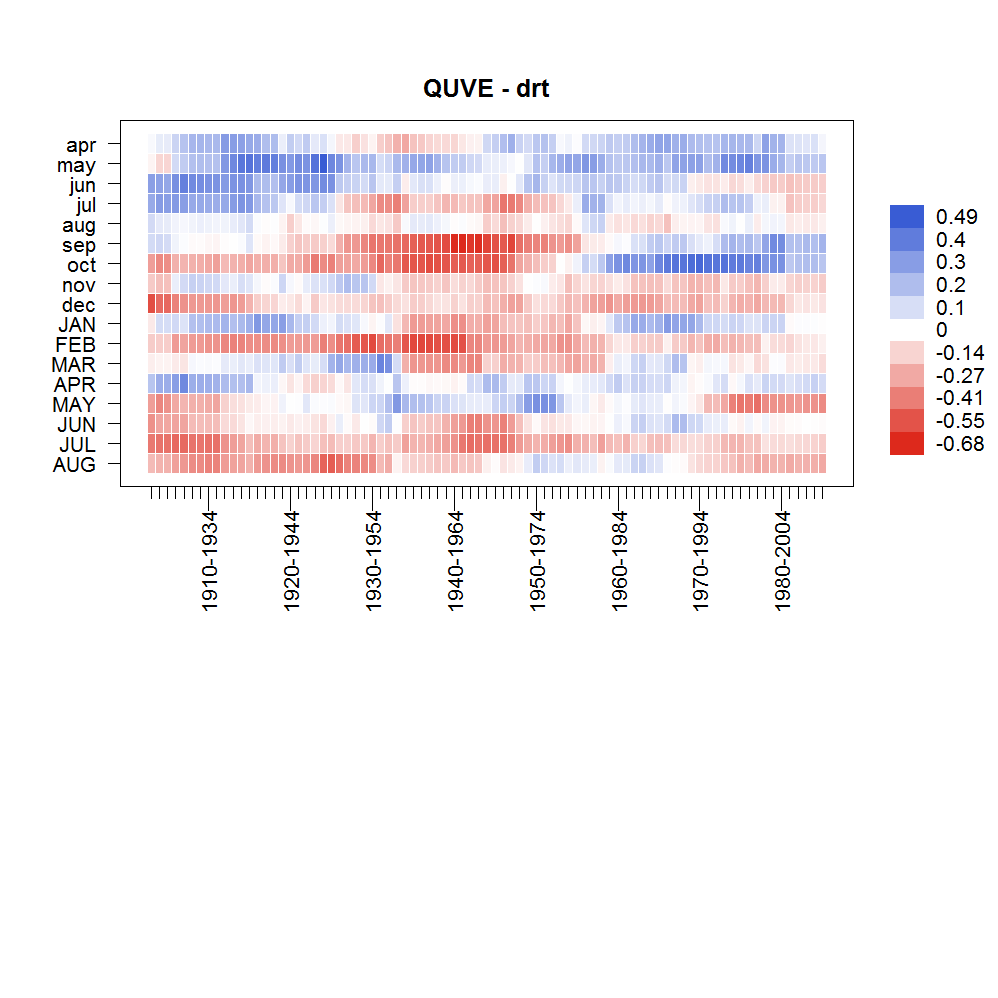 QUVE - drt
apr
may
jun
jul
aug
sep
oct
nov
dec
JAN
FEB
MAR
APR
MAY
JUN
JUL
AUG
1910-1934
1920-1944
1930-1954
1940-1964
1950-1974
1960-1984
1970-1994
1980-2004
0.49
0.4
0.3
0.2
0.1
0
-0.14
-0.27
-0.41
-0.55
-0.68